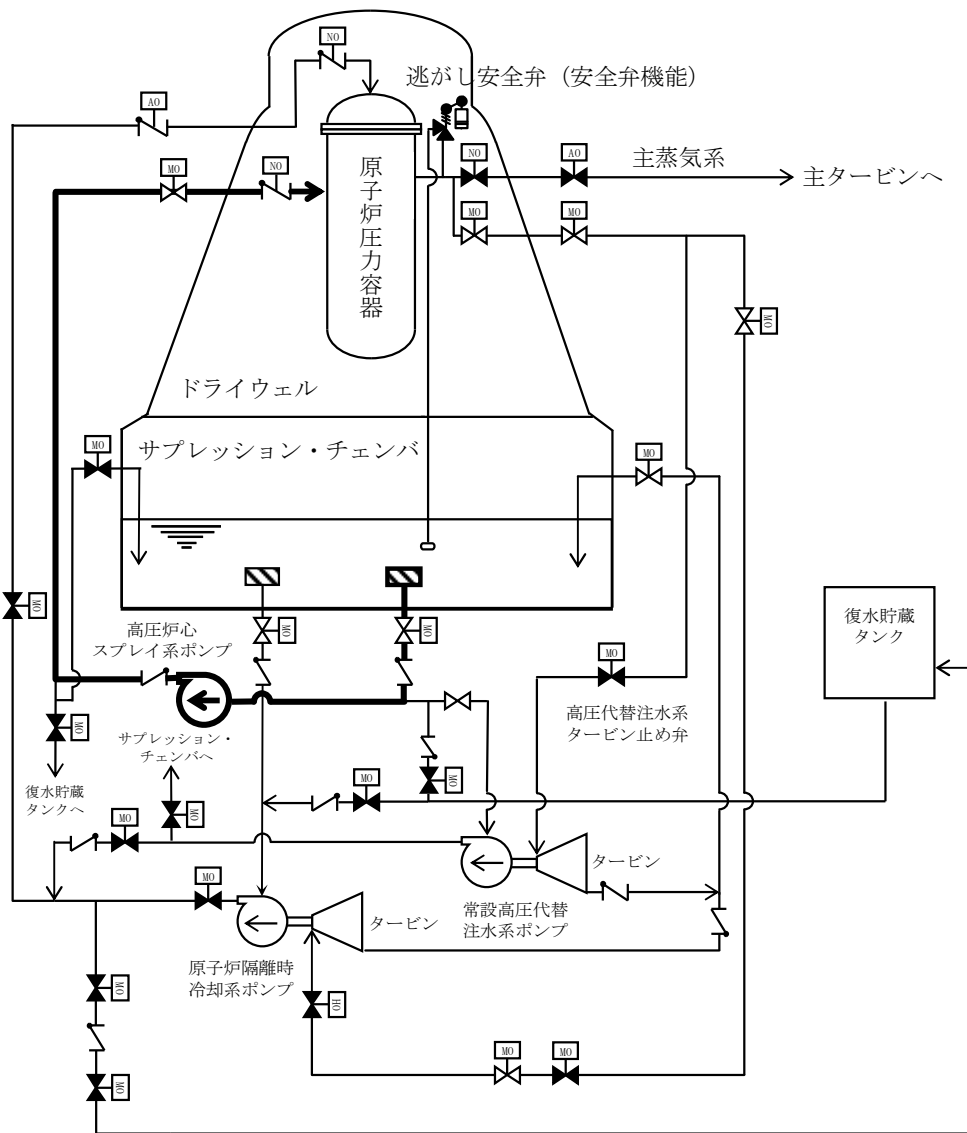 NO
逃がし安全弁（安全弁機能）
AO
MO
NO
原子炉圧力容器
NO
AO
主蒸気系
主タービンへ
MO
MO
MO
ドライウェル
サプレッション・チェンバ
MO
MO
MO
MO
MO
高圧炉心
スプレイ系ポンプ
復水貯蔵
タンク
MO
高圧代替注水系
タービン止め弁
MO
サプレッション・
チェンバへ
復水貯蔵
タンクへ
MO
MO
MO
MO
MO
タービン
常設高圧代替
注水系ポンプ
タービン
原子炉隔離時
冷却系ポンプ
MO
HO
MO
MO
MO
MO